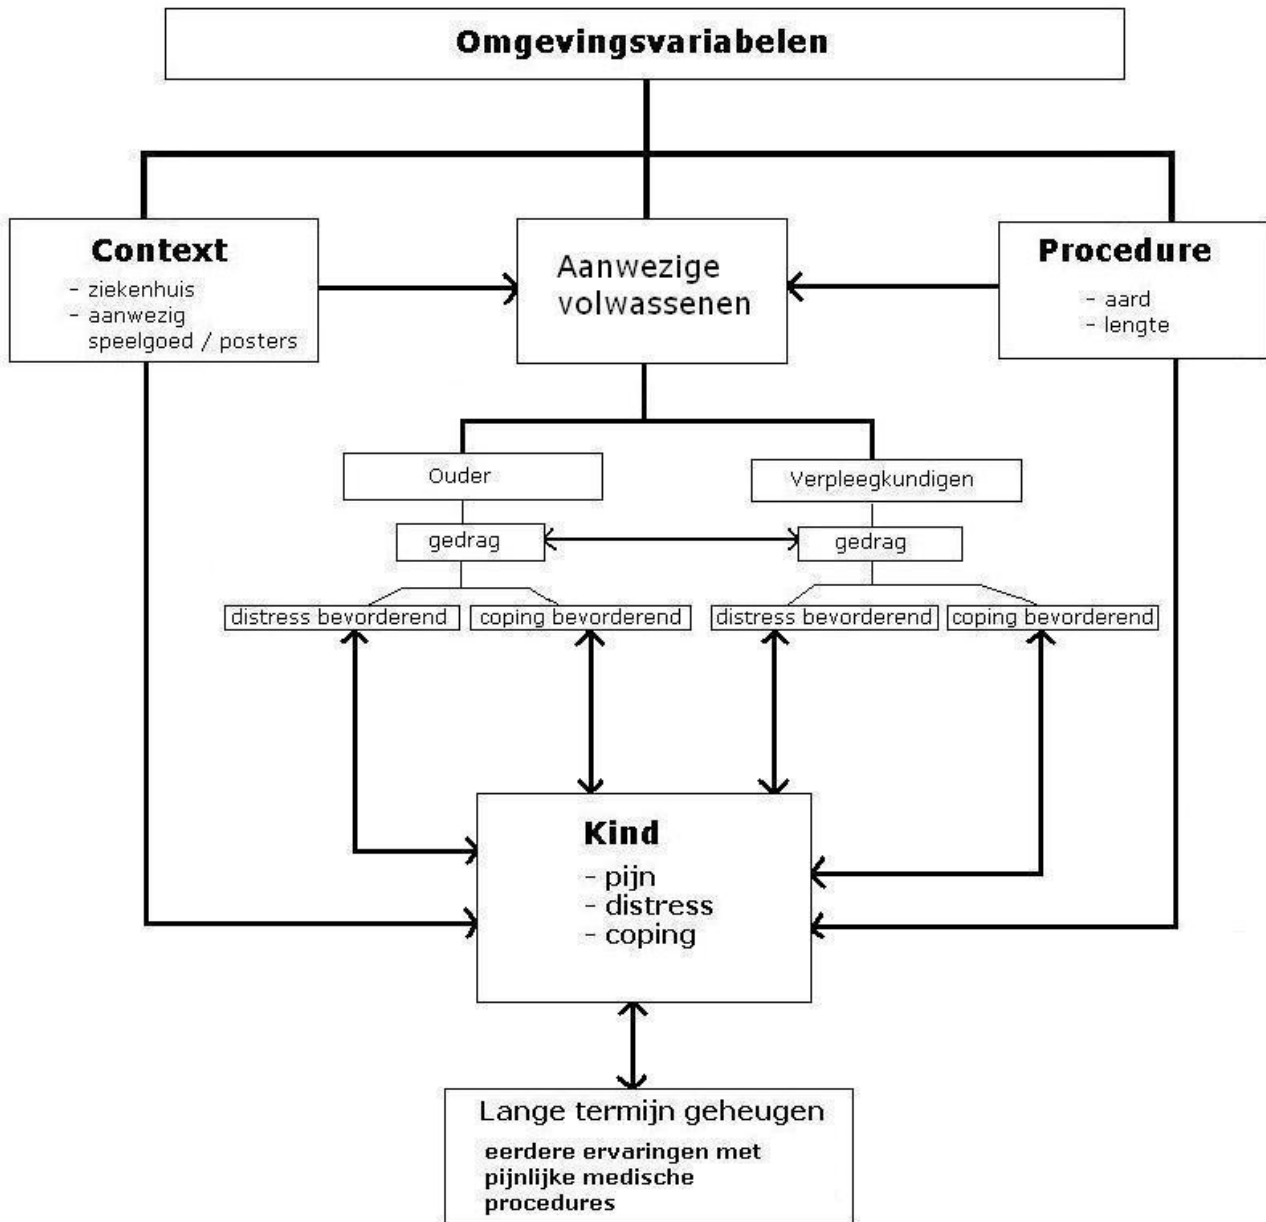 Omgevingsvariabelen
Context
- ziekenhuis
- aanwezig
speelgoed / posters
Aanwezige
volwassenen
Procedure
- aard
- lengte
Ouder
Verpleegkundigen
gedrag
gedrag
distress bevorderend
coping bevorderend
distress bevorderend
coping bevorderend
Kind
- pijn
- distress
- coping
Lange termijn geheugen
eerdere ervaringen met
pijnlijke medische
procedures